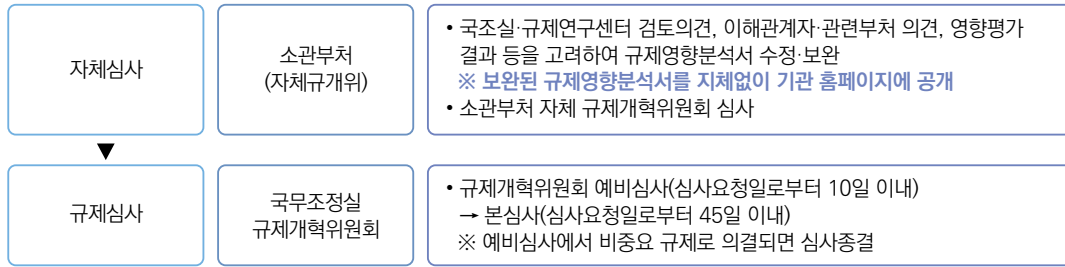 자체심사
소관부처
(자체규개위)
• 국조실·규제연구센터 검토의견, 이해관계자·관련부처 의견, 영향평가
결과 등을 고려하여 규제영향분석서 수정·보완
※ 보완된 규제영향분석서를 지체없이 기관 홈페이지에 공개
• 소관부처 자체 규제개혁위원회 심사
▼
규제심사
국무조정실
규제개혁위원회
• 규제개혁위원회 예비심사(심사요청일로부터 10일 이내)
→ 본심사(심사요청일로부터 45일 이내)
※ 예비심사에서 비중요 규제로 의결되면 심사종결